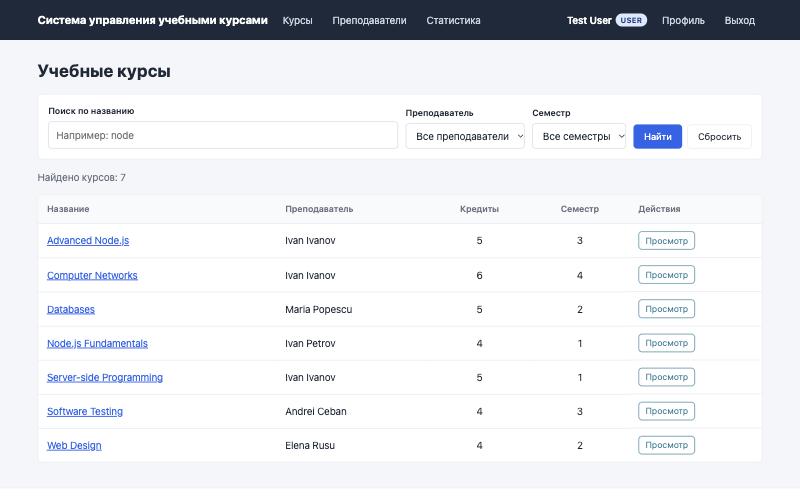 Система управления учебными курсами Курсы Преподаватели Статистика Test User USER Профиль Выход
Учебные курсы
Поиск по названию Преподаватель Семестр
Например: node Все преподаватели Все семестры Найти Сбросить
Найдено курсов: 7
Название Преподаватель Кредиты Семестр Действия
Advanced Node.js Ivan Ivanov 5 3 Просмотр
Computer Networks Ivan Ivanov 6 4 Просмотр
Databases Maria Popescu 5 2 Просмотр
Node.js Fundamentals Ivan Petrov 4 1 Просмотр
Server-side Programming Ivan Ivanov 5 1 Просмотр
Software Testing Andrei Ceban 4 3 Просмотр
Web Design Elena Rusu 4 2 Просмотр